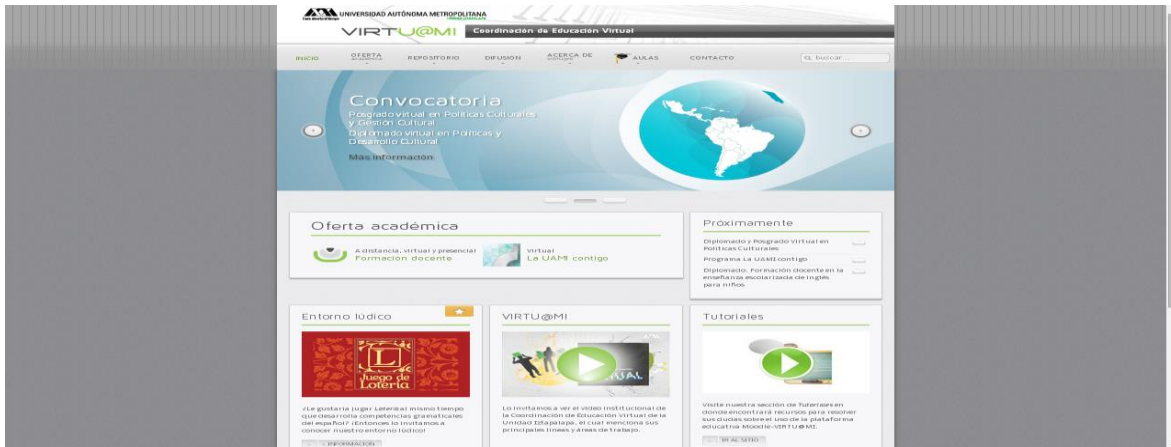 UNIVERSIDAD AUTÓNOMA METROPOLITANA
VIRTU@MI Coordinación de Educación Virtual
INICIO OFERTA REPOSITORIO DIFUSIÓN ACERCA DE AULAS CONTACTO buscar...
Convocatoria
Posgrado virtual en Políticas Culturales
y Gestión Cultural
Diplomado virtual en Políticas y
Desarrollo Cultural
Más información.
Oferta académica
A distancia, virtual y presencial
Formación docente
Virtual
La UAMI contigo
Próximamente
Diplomado y Posgrado Virtual en
Políticas Culturales
Programa La UAMI contigo
Diplomado: Formación docente en la
enseñanza escolarizada de inglés
para niños
Entorno lúdico
L
Juego de
Lotería
¿Le gustaría jugar Lotería al mismo tiempo
que desarrolla competencias gramaticales
del español? ¡Entonces lo invitamos a
conocer nuestro entorno lúdico!
+ INFORMACIÓN
VIRTU@MI
Lo invitamos a ver el video institucional de
la Coordinación de Educación Virtual de la
Unidad Iztapalapa, el cual menciona sus
principales líneas y áreas de trabajo.
Tutoriales
Visite nuestra sección de Tutoriales en
donde encontrará recursos para resolver
sus dudas sobre el uso de la plataforma
educativa Moodle-VIRTU@MI.
IR AL SITIO